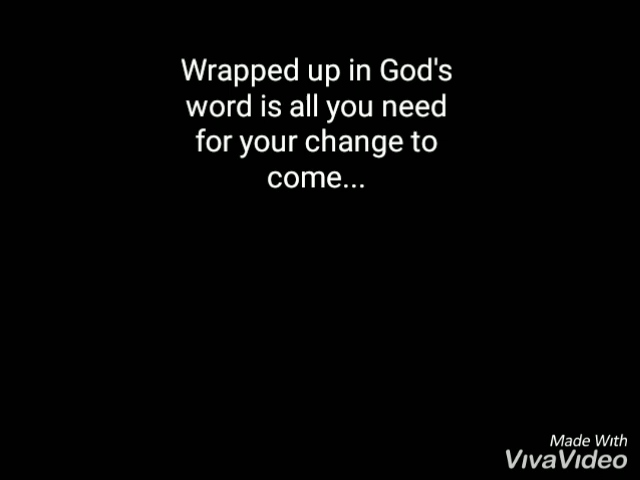 Wrapped up in God's
word is all you need
for your change to
come...
Made With
VivaVideo